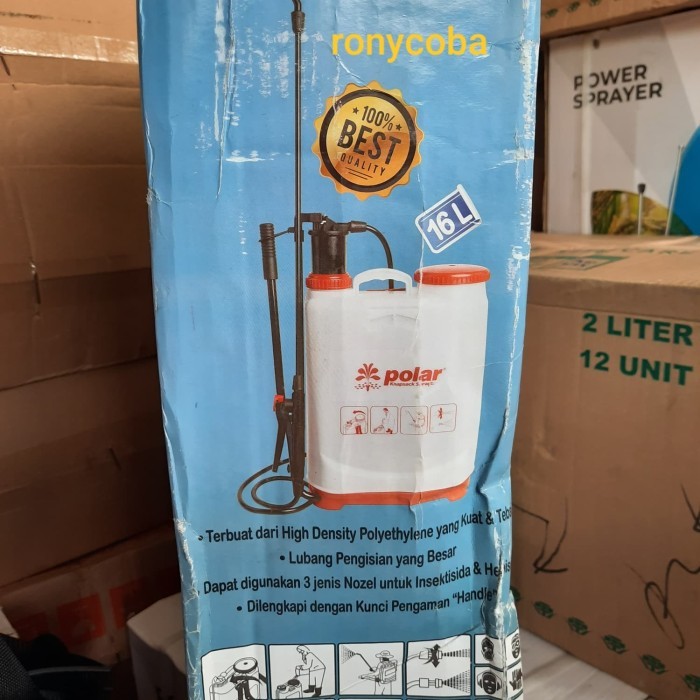 ronycoba
POWER
SPRAYER
100%
BEST
QUALITY
16 L
2 LITER
12 UNIT
polar
Knapsack Sprayer
• Terbuat dari High Density Polyethylene yang Kuat &
• Lubang Pengisian yang Besar
Dapat digunakan 3 jenis Nozel untuk Insektisida &
• Dilengkapi dengan Kunci Pengaman "Handle"